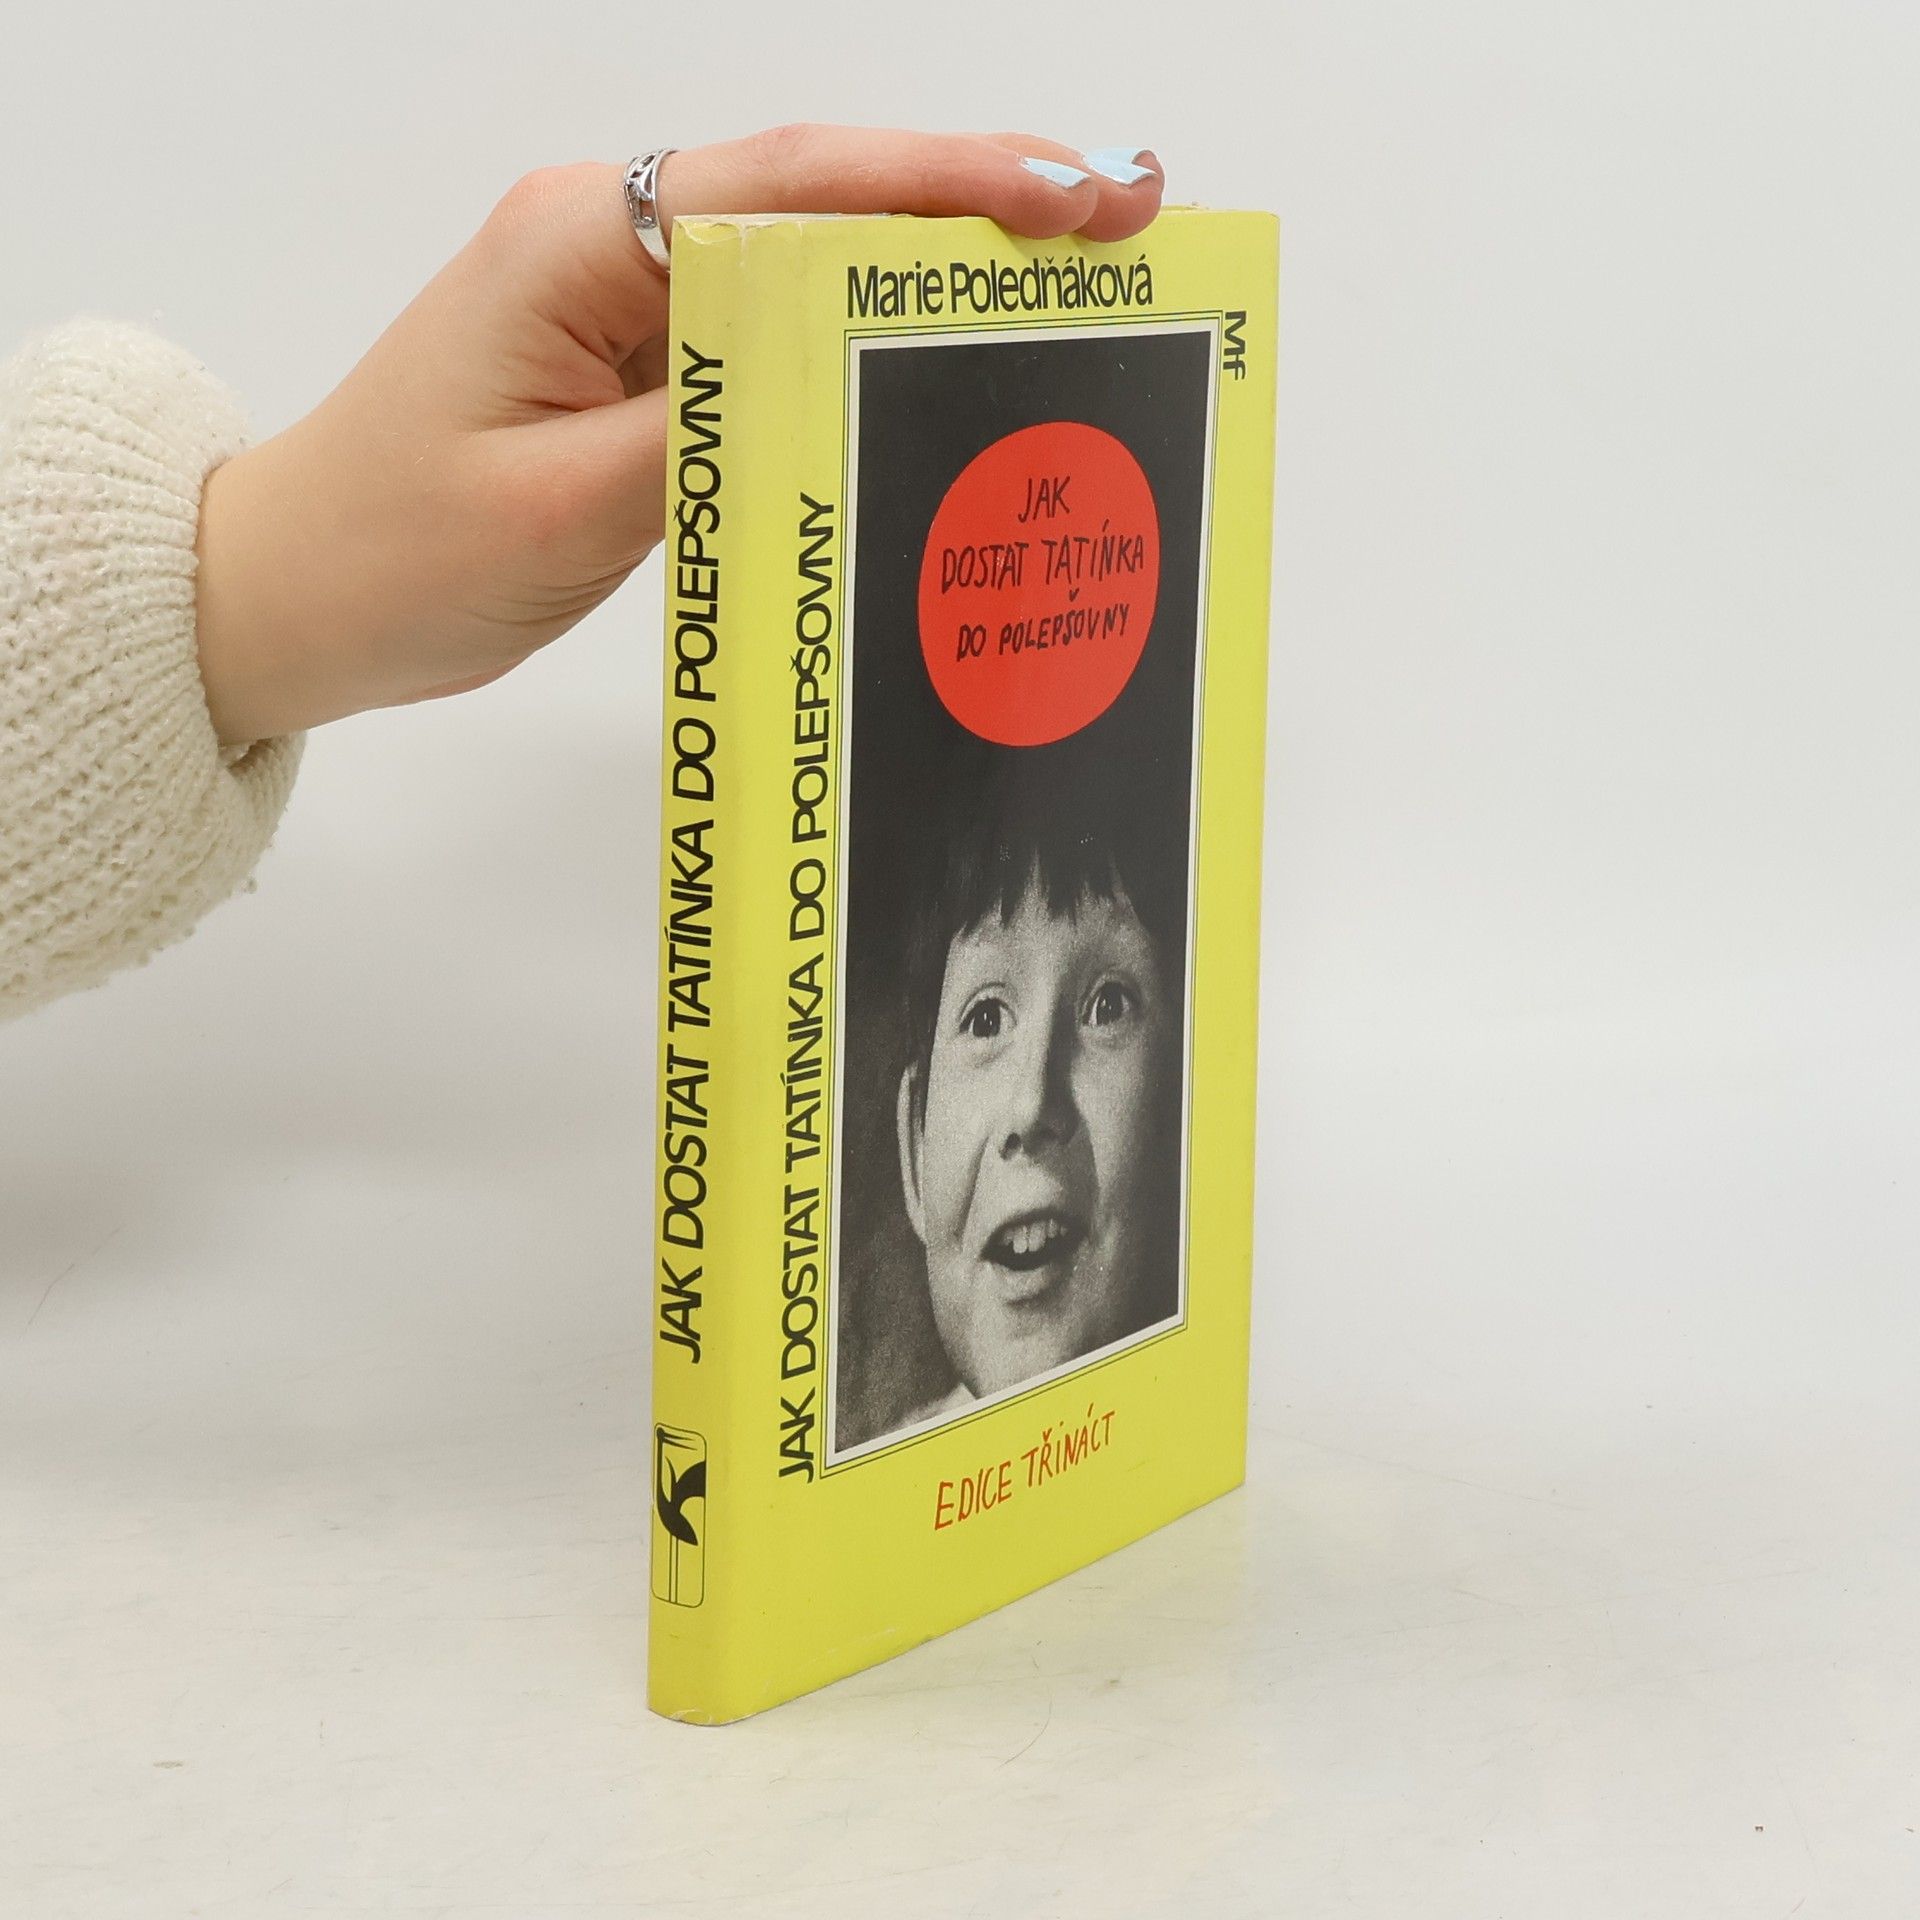 JAK DOSTAT TATÍNKA DO POLEPŠOVNY
JAK DOSTAT TATÍNKA DO POLEPŠOVNY
Marie Poledňáková
Mf
JAK
DOSTAT TATÍNKA
DO POLEPŠOVNY
EDICE TŘINÁCT